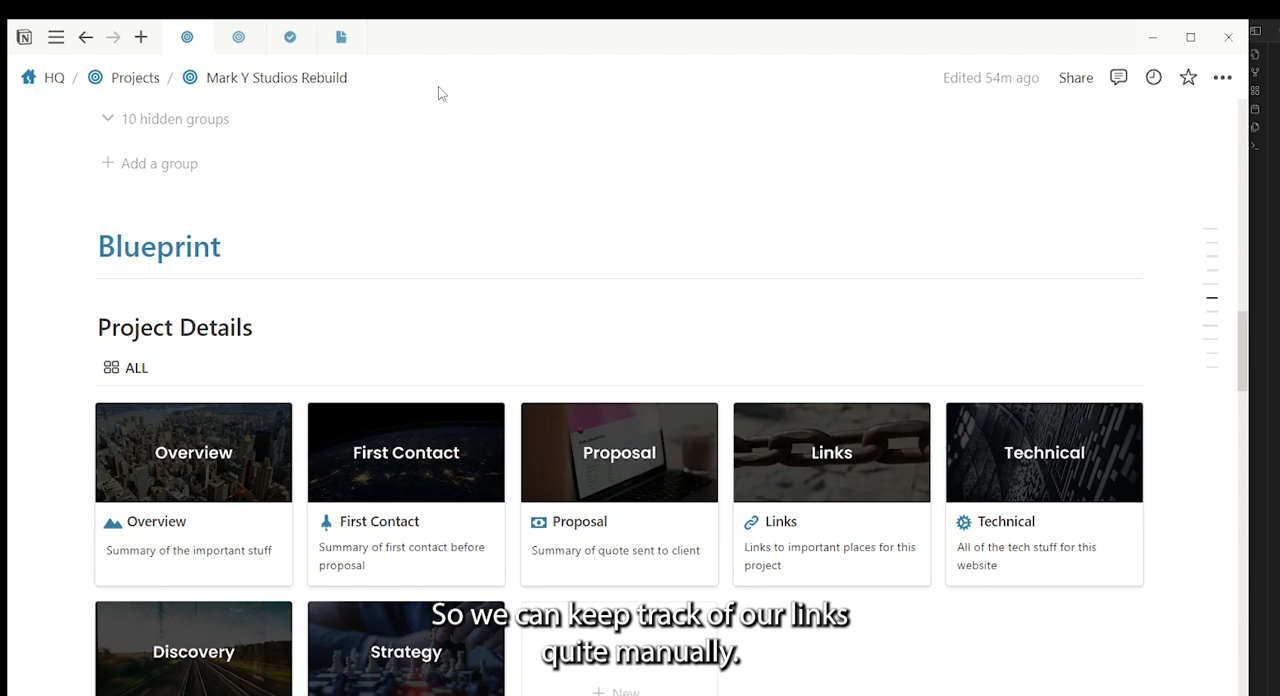 HQ / Projects / Mark Y Studios Rebuild
Edited 54m ago
Share
10 hidden groups
Add a group
Blueprint
Project Details
ALL
Overview
First Contact
Proposal
Links
Technical
Overview
Summary of the important stuff
First Contact
Summary of first contact before
proposal
Proposal
Summary of quote sent to client
Links
Links to important places for this
project
Technical
All of the tech stuff for this
website
Discovery
Strategy
New
So we can keep track of our links
quite manually.